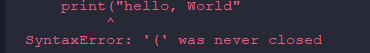 print("hello, World"
^
SyntaxError: '(' was never closed